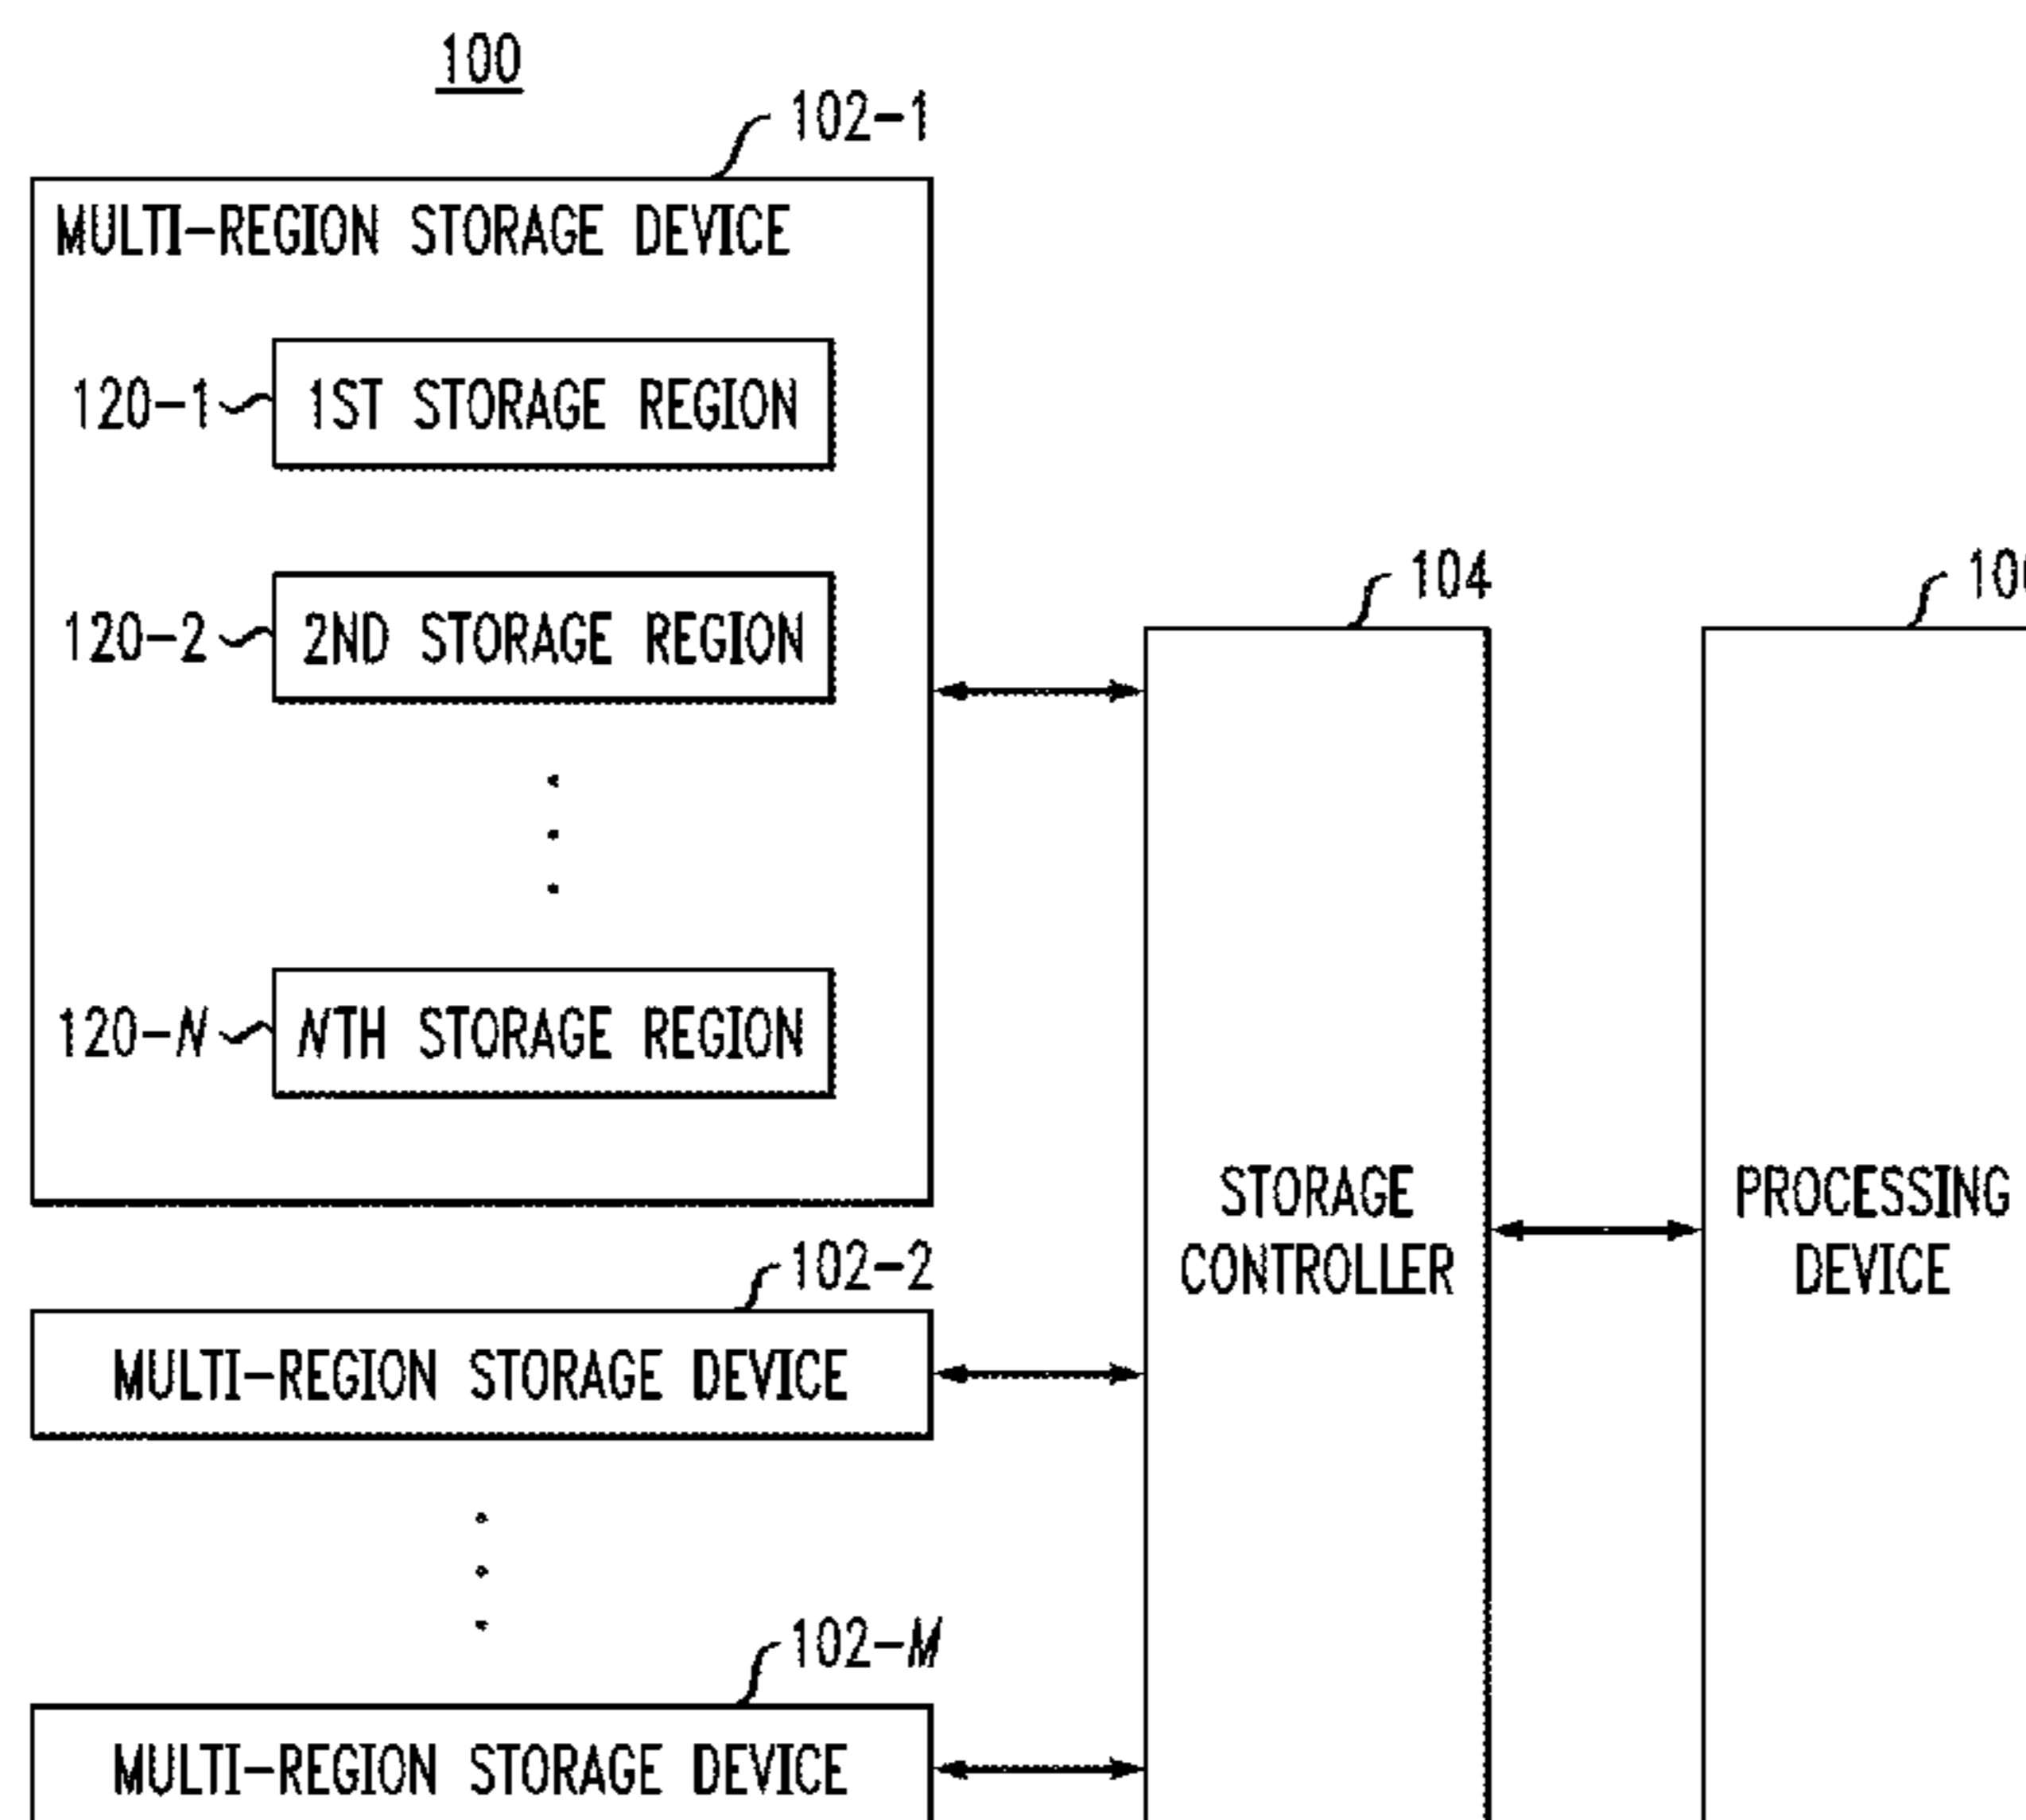 100
102-1
MULTI-REGION STORAGE DEVICE
120-1
1ST STORAGE REGION
120-2
2ND STORAGE REGION
120-N
NTH STORAGE REGION
104
STORAGE
CONTROLLER
PROCESSING
DEVICE
102-2
MULTI-REGION STORAGE DEVICE
102-M
MULTI-REGION STORAGE DEVICE